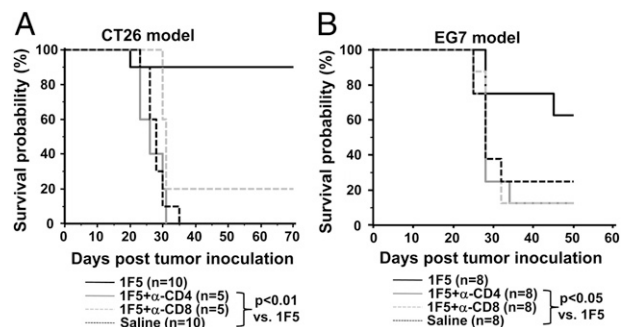 A
CT26 model
Survival probability (%)
100
80
60
40
20
0
0 10 20 30 40 50 60 70
Days post tumor inoculation
1F5 (n=10)
1F5+α-CD4 (n=5)
1F5+α-CD8 (n=5)
Saline (n=10)
p<0.01
vs. 1F5
B
EG7 model
Survival probability (%)
100
80
60
40
20
0
0 10 20 30 40 50 60
Days post tumor inoculation
1F5 (n=8)
1F5+α-CD4 (n=8)
1F5+α-CD8 (n=8)
Saline (n=8)
p<0.05
vs. 1F5